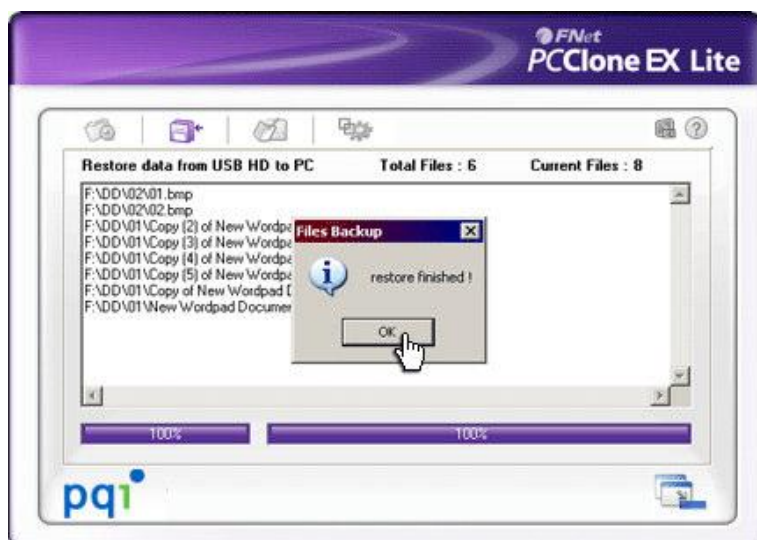 FNet
PCClone EX Lite
Restore data from USB HD to PC Total Files : 6 Current Files : 8
F:\DD\02\01.bmp
F:\DD\02\02.bmp
F:\DD\01\Copy (2) of New Wordpa
F:\DD\01\Copy (3) of New Wordpa
F:\DD\01\Copy (4) of New Wordpa
F:\DD\01\Copy (5) of New Wordpa
F:\DD\01\Copy of New Wordpad D
F:\DD\01\New Wordpad Documen
Files Backup
restore finished !
OK
100% 100%
pqi